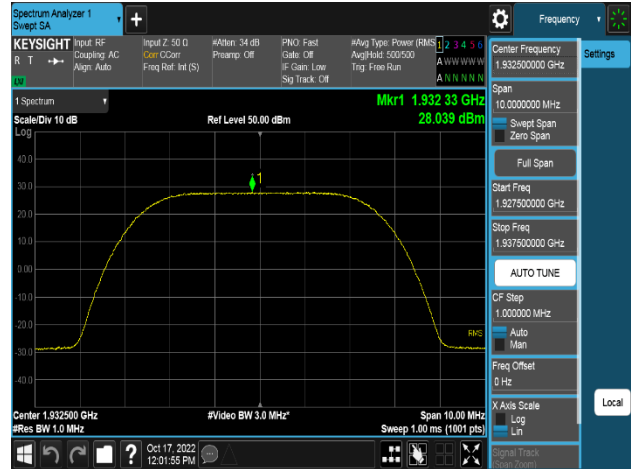 Spectrum Analyzer 1
Swept SA
+
Frequency
KEYSIGHT
R T
LXI
Input: RF
Coupling: AC
Align: Auto
Input Z: 50 Ω
Corr CCorr
Freq Ref: Int (S)
#Atten: 34 dB
Preamp: Off
PNO: Fast
Gate: Off
IF Gain: Low
Sig Track: Off
#Avg Type: Power (RMS)
Avg|Hold: 500/500
Trig: Free Run
1 2 3 4 5 6
A W W W W W
A N N N N N
1 Spectrum
Scale/Div 10 dB
Log
Ref Level 50.00 dBm
Mkr1 1.932 33 GHz
28.039 dBm
40.0
30.0
20.0
10.0
0.00
-10.0
-20.0
-30.0
-40.0
1
RMS
Center 1.932500 GHz
#Res BW 1.0 MHz
#Video BW 3.0 MHz*
Span 10.00 MHz
Sweep 1.00 ms (1001 pts)
?
Oct 17, 2022
12:01:55 PM
Center Frequency
1.932500000 GHz
Span
10.0000000 MHz
Swept Span
Zero Span
Full Span
Start Freq
1.927500000 GHz
Stop Freq
1.937500000 GHz
AUTO TUNE
CF Step
1.000000 MHz
Auto
Man
Freq Offset
0 Hz
X Axis Scale
Log
Lin
Signal Track
(Span Zoom)
Settings
Local